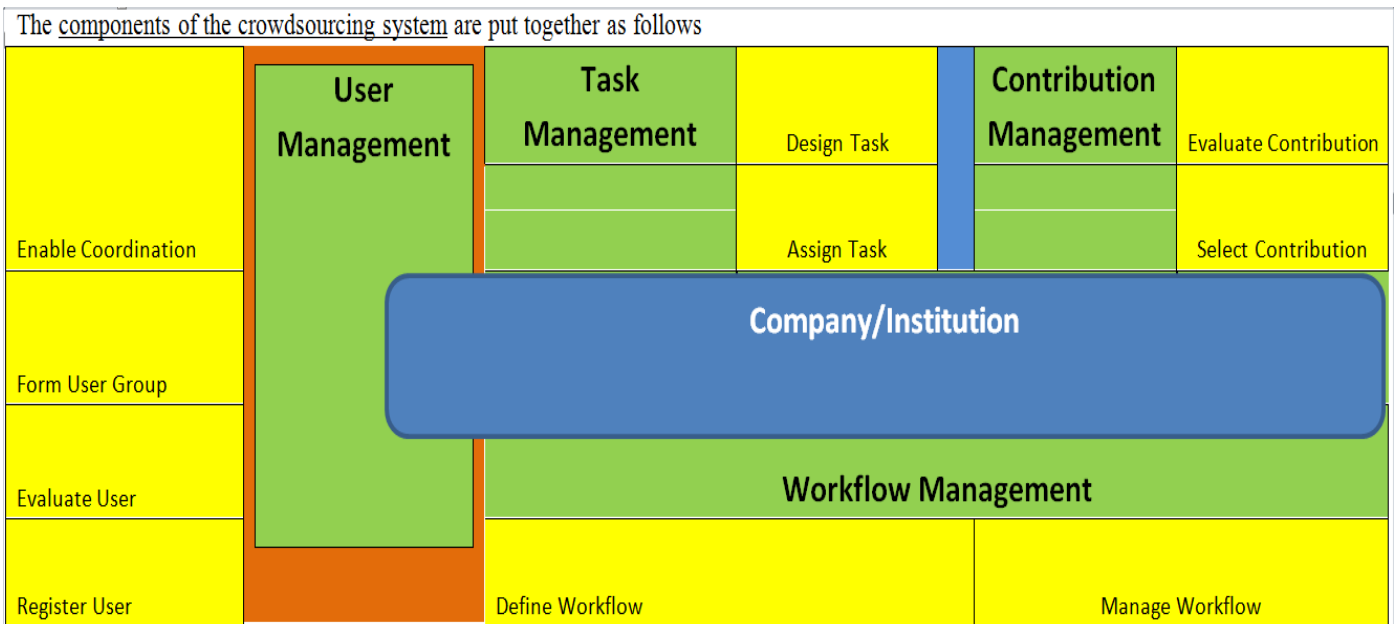 The components of the crowdsourcing system are put together as follows
User
Management
Task
Management
Design Task
Contribution
Management
Evaluate Contribution
Enable Coordination
Assign Task
Select Contribution
Company/Institution
Form User Group
Evaluate User
Workflow Management
Register User
Define Workflow
Manage Workflow